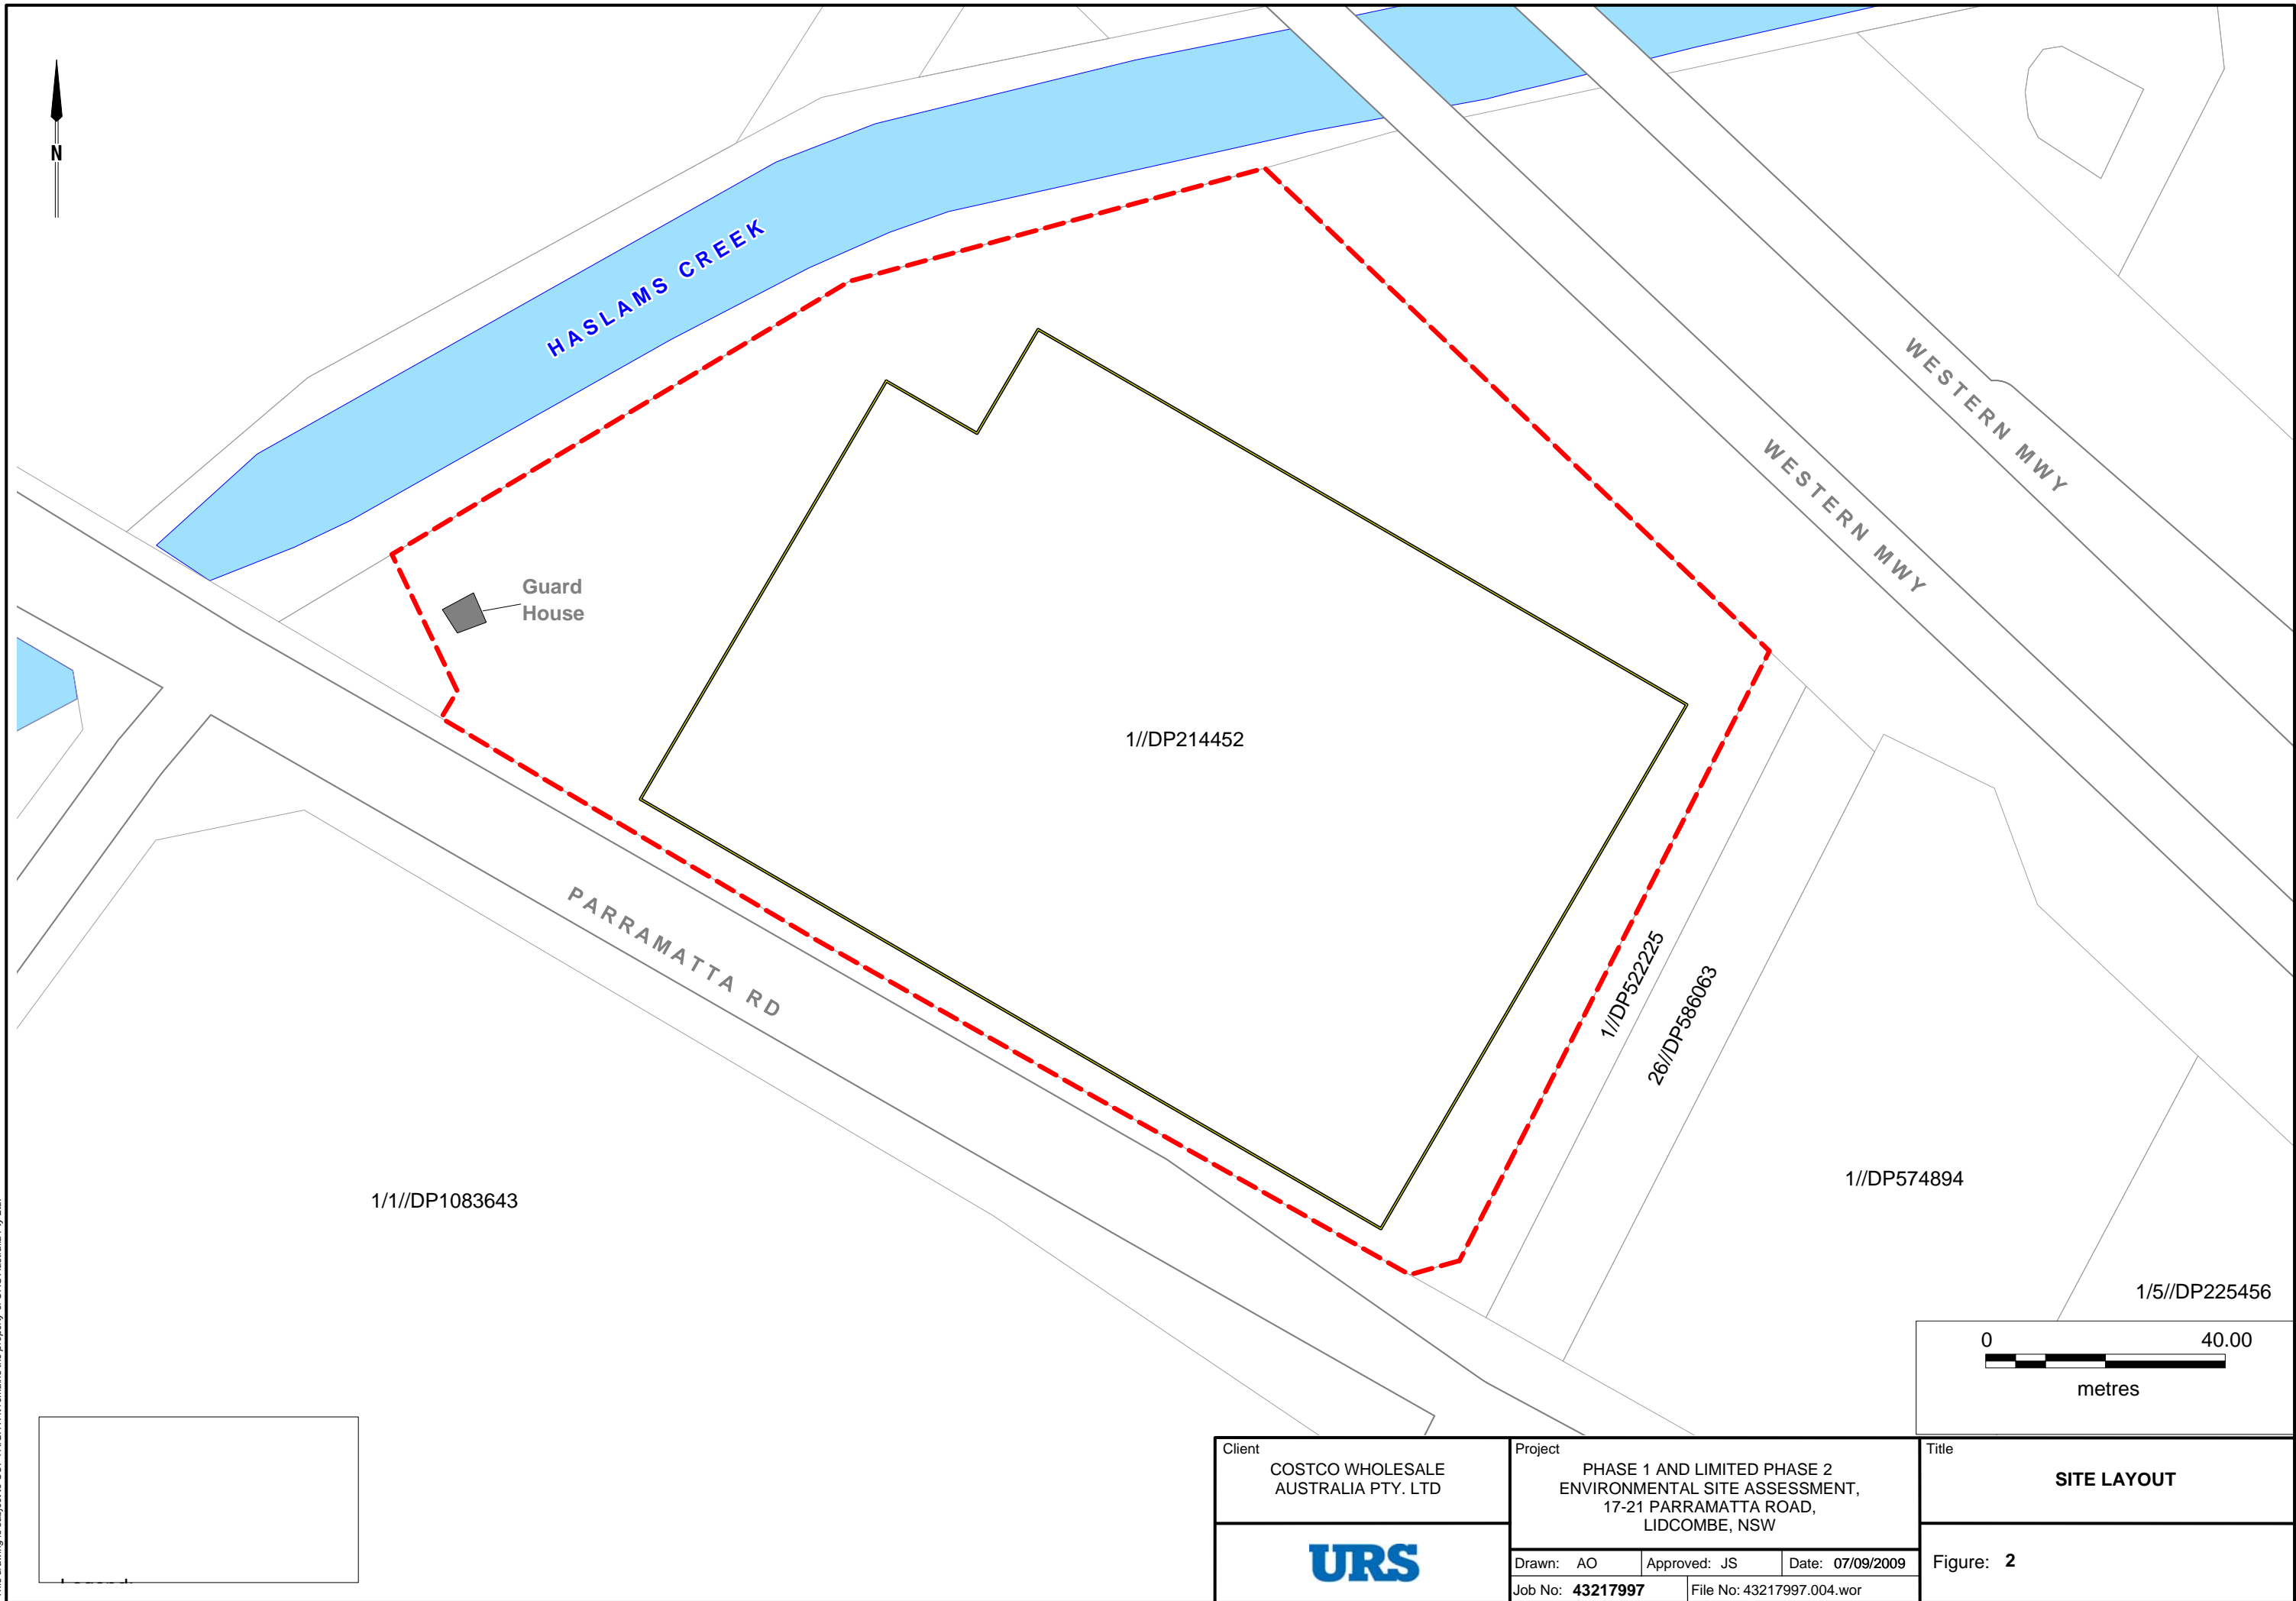 N
HASLAMS CREEK
WESTERN MWY
WESTERN MWY
Guard
House
1//DP214452
PARRAMATTA RD
1//DP522225
26//DP586063
1/1//DP1083643
1//DP574894
1/5//DP225456
0 40.00
metres
Client
COSTCO WHOLESALE
AUSTRALIA PTY. LTD
URS
Project
PHASE 1 AND LIMITED PHASE 2
ENVIRONMENTAL SITE ASSESSMENT,
17-21 PARRAMATTA ROAD,
LIDCOMBE, NSW
Drawn: AO Approved: JS Date: 07/09/2009
Job No: 43217997 File No: 43217997.004.wor
Title
SITE LAYOUT
Figure: 2